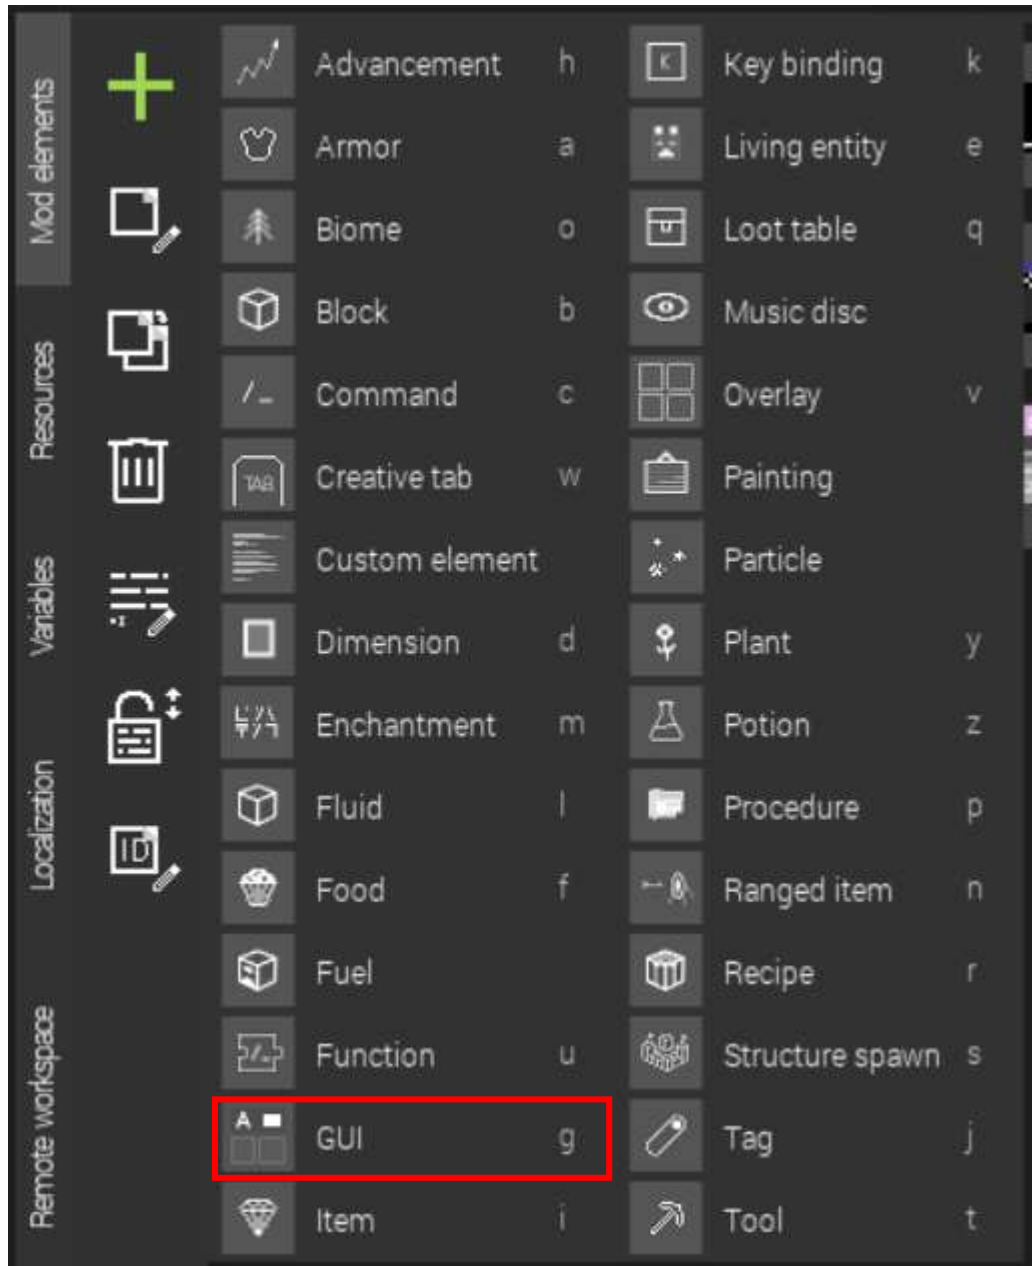 Mod elements
Resources
Variables
Localization
Remote workspace
Advancement h
Armor a
Biome o
Block b
Command c
TAB Creative tab w
Custom element
Dimension d
Enchantment m
Fluid l
Food f
Fuel
Function u
A GUI g
Item i
K Key binding k
Living entity e
Loot table q
Music disc
Overlay v
Painting
Particle
Plant y
Potion z
Procedure p
Ranged item n
Recipe r
Structure spawn s
Tag j
Tool t
ID